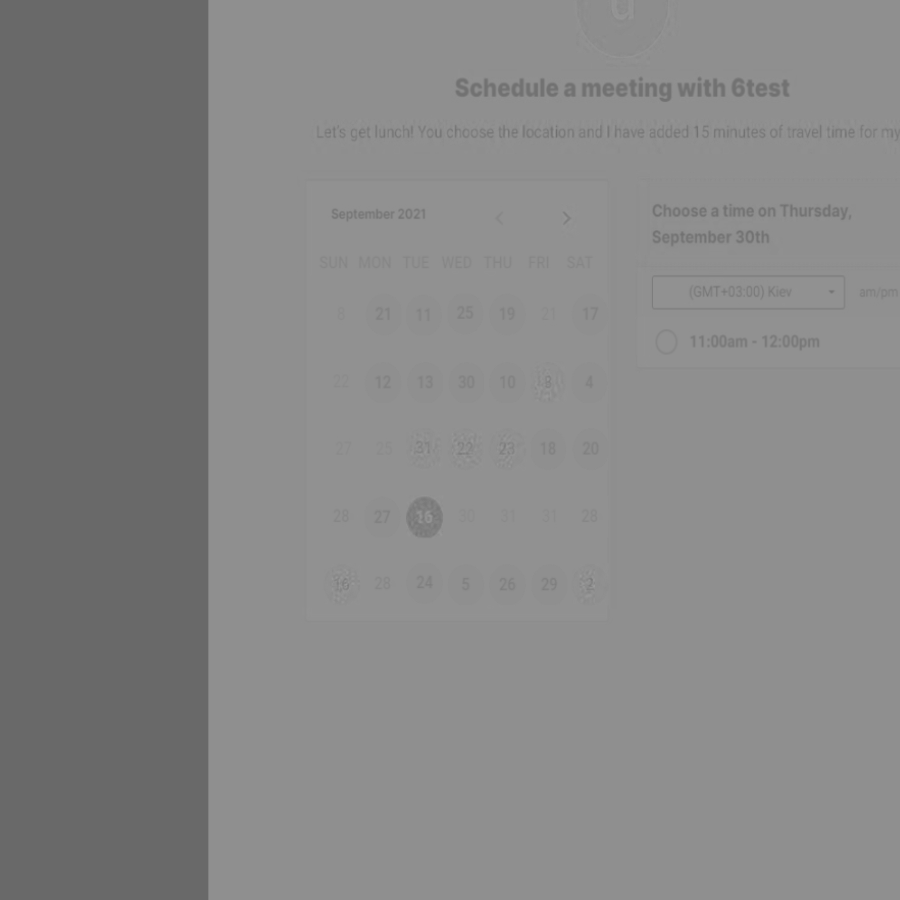 d
Schedule a meeting with 6test
Let's get lunch! You choose the location and I have added 15 minutes of travel time for my
September 2021
SUN MON TUE WED THU FRI SAT
8 21 11 25 19 21 17
22 12 13 30 10 3 4
27 25 31 22 23 18 20
28 27 16 30 31 31 28
16 28 24 5 26 29 2
Choose a time on Thursday,
September 30th
(GMT+03:00) Kiev am/pm
11:00am - 12:00pm